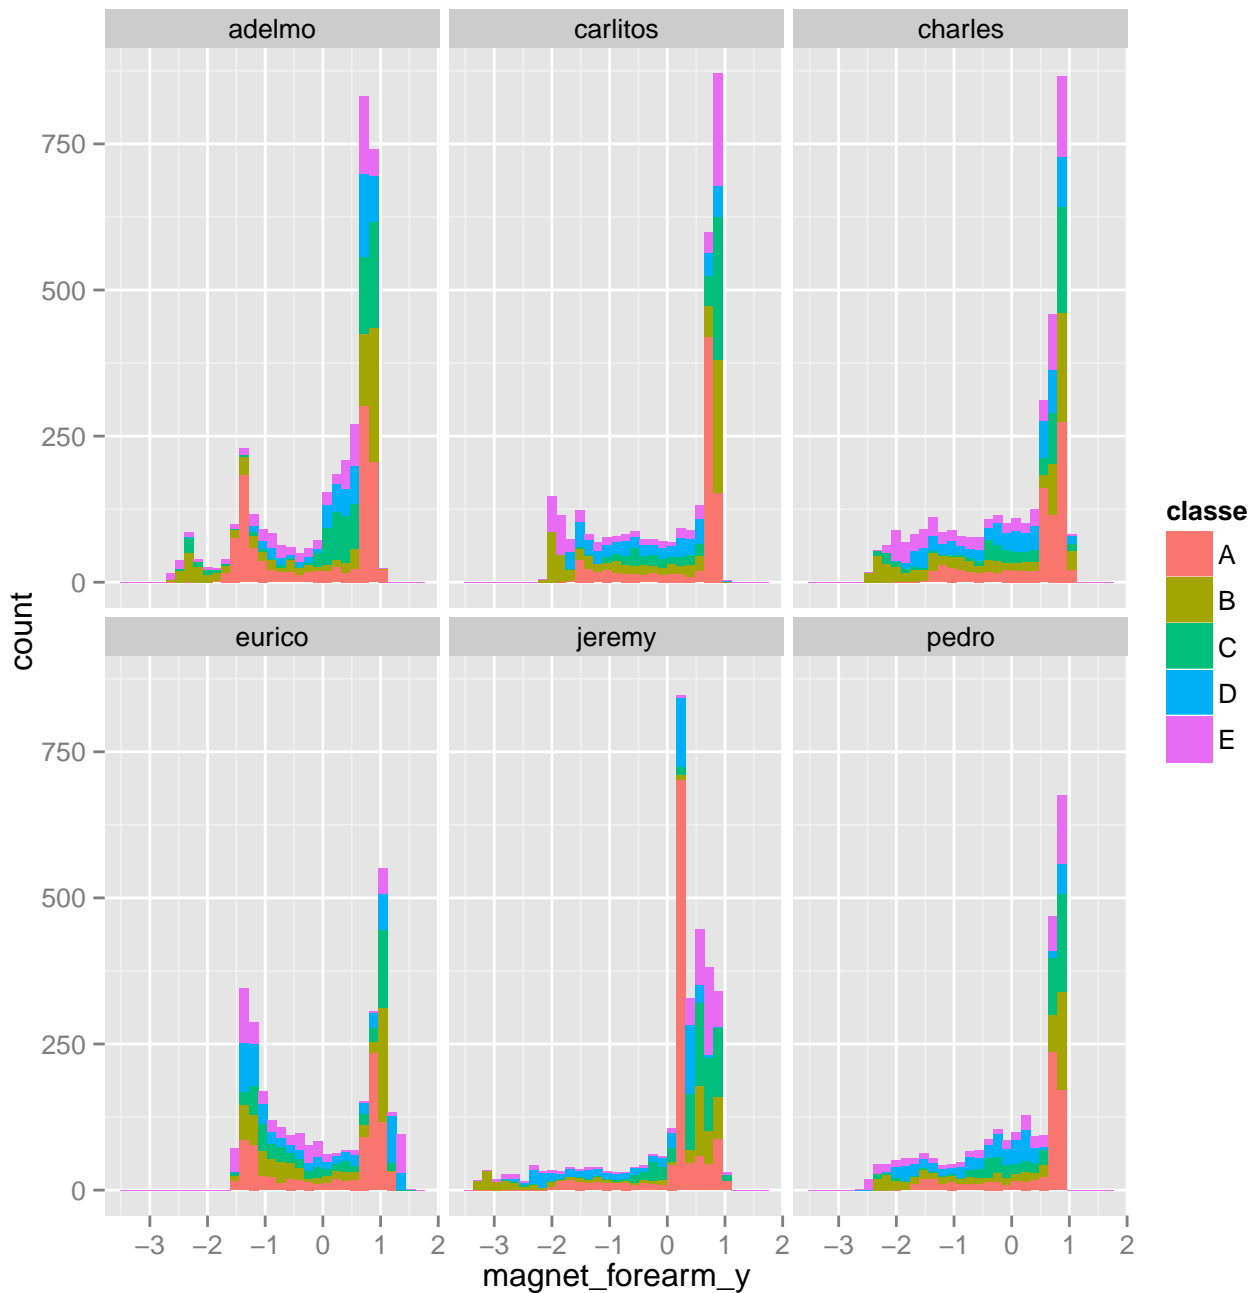 adelmo carlitos charles
750
500
250
0
eurico jeremy pedro
750
500
250
0
count
−3 −2 −1 0 1 2 −3 −2 −1 0 1 2 −3 −2 −1 0 1 2
magnet_forearm_y
classe
A
B
C
D
E